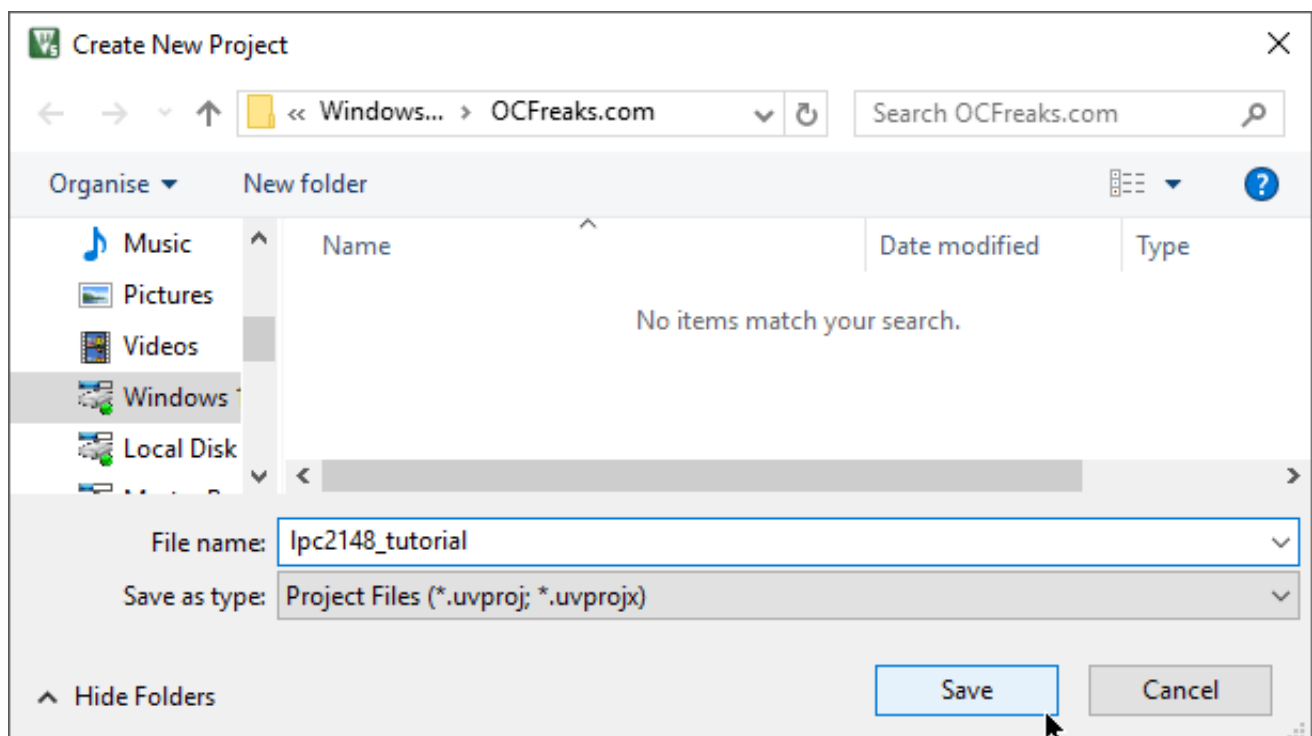 Create New Project
« Windows... > OCFreaks.com
Search OCFreaks.com
Organise
New folder
Name
Date modified
Type
Music
Pictures
Videos
Windows
Local Disk
No items match your search.
File name: lpc2148_tutorial
Save as type: Project Files (*.uvproj; *.uvprojx)
Hide Folders
Save
Cancel